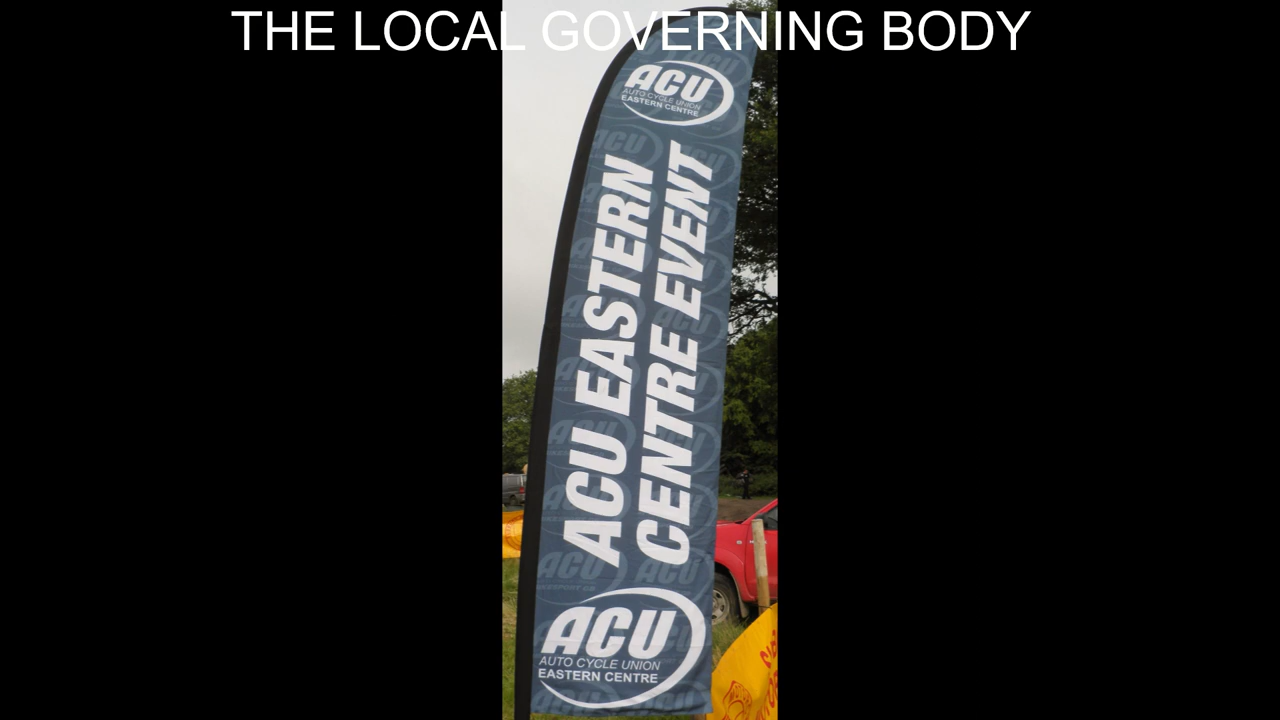 THE LOCAL GOVERNING BODY
ACU
AUTO CYCLE UNION
EASTERN CENTRE
ACU EASTERN
CENTRE EVENT
ACU
AUTO CYCLE UNION
EASTERN CENTRE